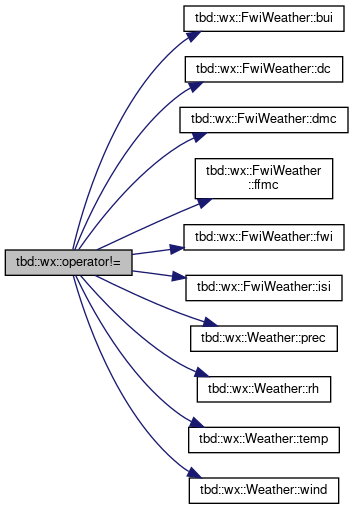 tbd::wx::FwiWeather::bui
tbd::wx::FwiWeather::dc
tbd::wx::FwiWeather::dmc
tbd::wx::FwiWeather
::ffmc
tbd::wx::operator!=
tbd::wx::FwiWeather::fwi
tbd::wx::FwiWeather::isi
tbd::wx::Weather::prec
tbd::wx::Weather::rh
tbd::wx::Weather::temp
tbd::wx::Weather::wind